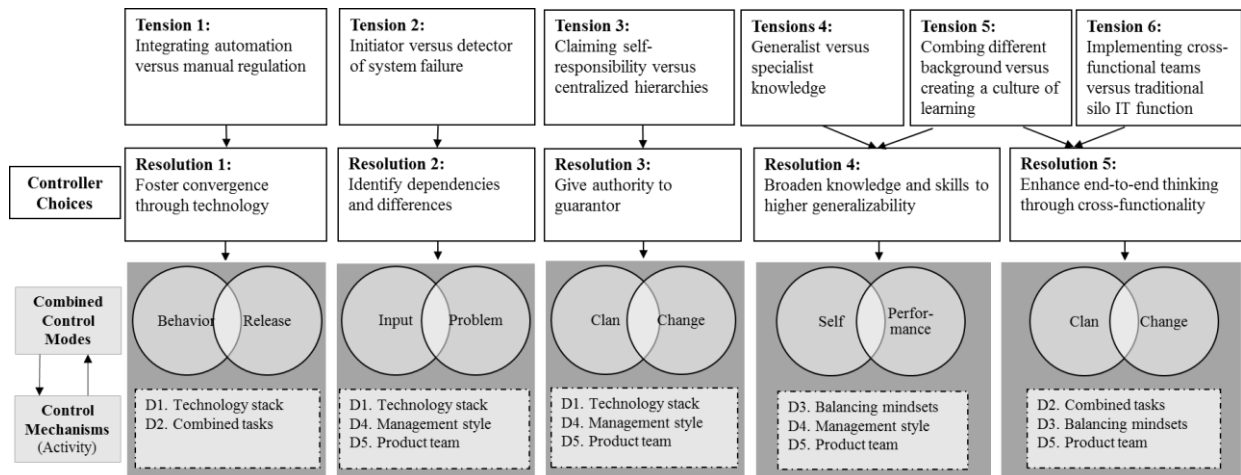 Tension 1:
Integrating automation
versus manual regulation
Tension 2:
Initiator versus detector
of system failure
Tension 3:
Claiming self-
responsibility versus
centralized hierarchies
Tensions 4:
Generalist versus
specialist
knowledge
Tension 5:
Combing different
background versus
creating a culture of
learning
Tension 6:
Implementing cross-
functional teams
versus traditional
silo IT function
Controller
Choices
Resolution 1:
Foster convergence
through technology
Resolution 2:
Identify dependencies
and differences
Resolution 3:
Give authority to
guarantor
Resolution 4:
Broaden knowledge and skills to
higher generalizability
Resolution 5:
Enhance end-to-end thinking
through cross-functionality
Combined
Control
Modes
Behavior
Release
Input
Problem
Clan
Change
Self
Perfor-
mance
Clan
Change
Control
Mechanisms
(Activity)
D1. Technology stack
D2. Combined tasks
D1. Technology stack
D4. Management style
D5. Product team
D1. Technology stack
D4. Management style
D5. Product team
D3. Balancing mindsets
D4. Management style
D5. Product team
D2. Combined tasks
D3. Balancing mindsets
D5. Product team